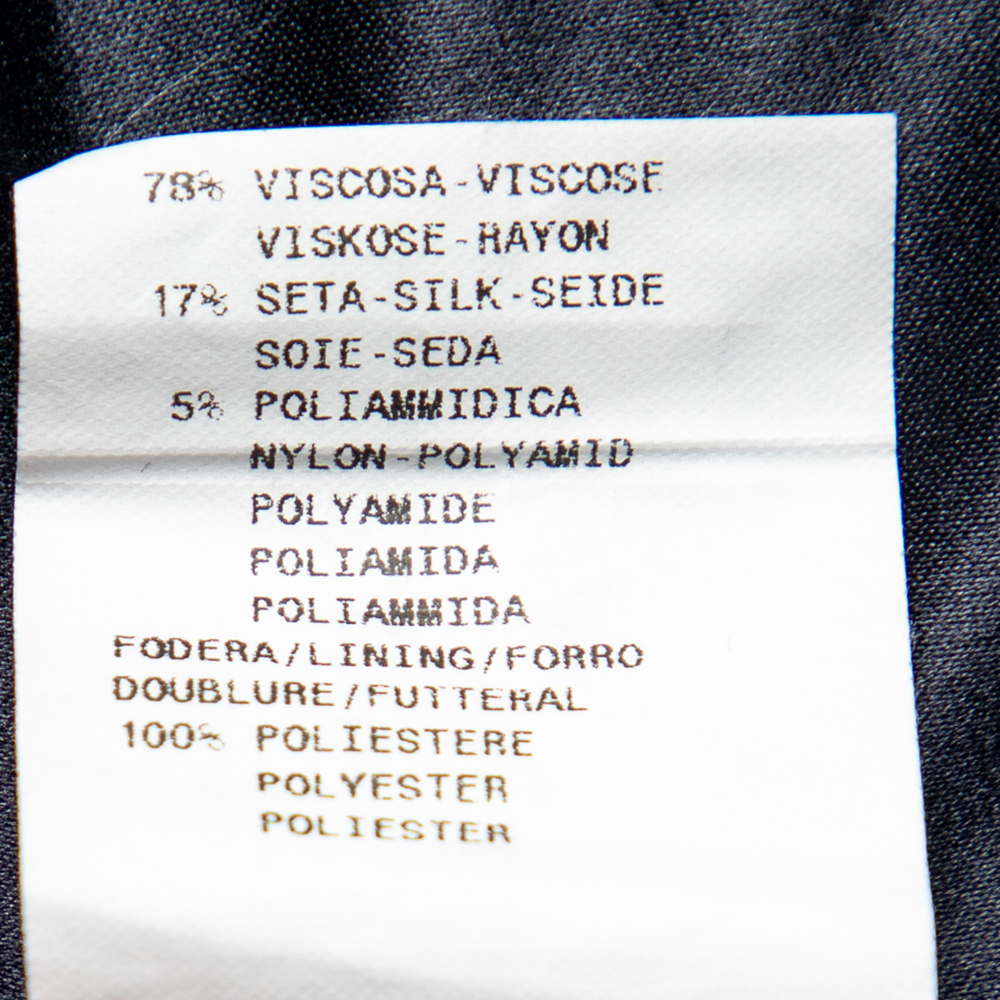 78% VISCOSA-VISCOSE
VISKOSE-RAYON
17% SETA-SILK-SEIDE
SOIE-SEDA
5% POLIAMMIDICA
NYLON-POLYAMID
POLYAMIDE
POLIAMIDA
POLIAMMIDA
FODERA/LINING/FORRO
DOUBLURE/FUTTERAL
100% POLIESTERE
POLYESTER
POLIESTER